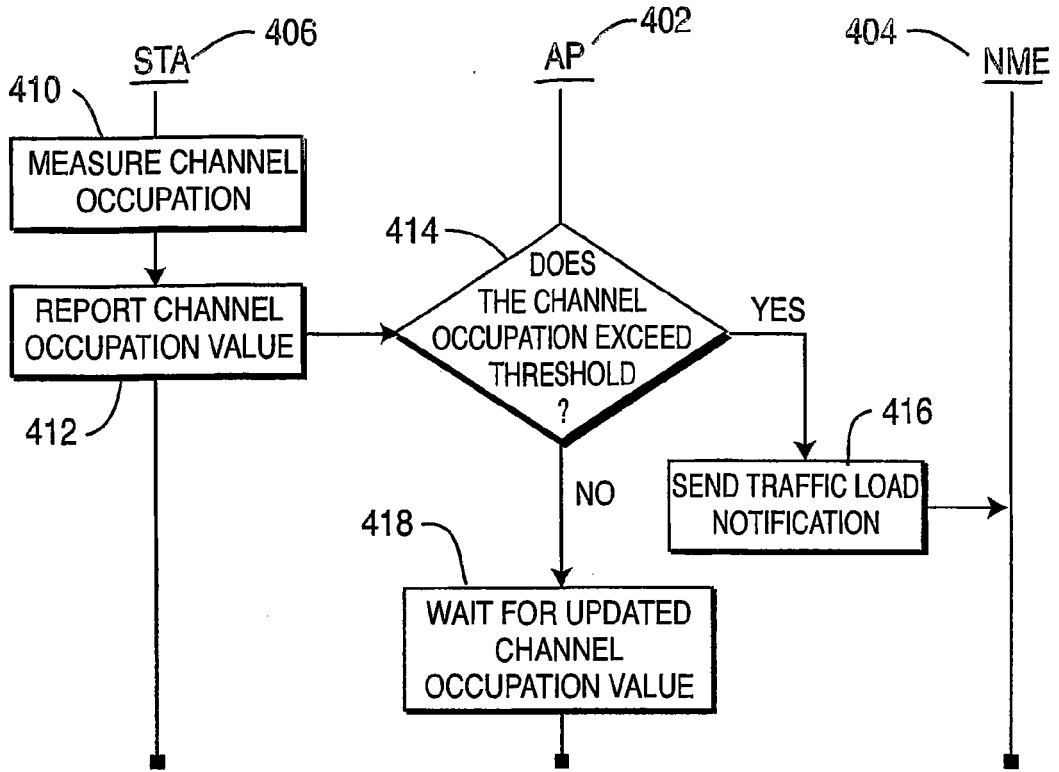 STA 406
AP 402
404 NME
410
MEASURE CHANNEL
OCCUPATION
REPORT CHANNEL
OCCUPATION VALUE
412
414
DOES
THE CHANNEL
OCCUPATION EXCEED
THRESHOLD
?
YES
NO
416
SEND TRAFFIC LOAD
NOTIFICATION
418
WAIT FOR UPDATED
CHANNEL
OCCUPATION VALUE